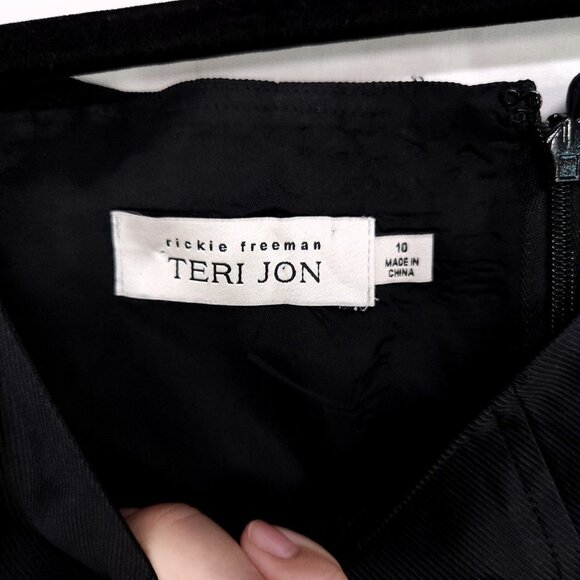 rickie freeman
TERI JON
10
MADE IN
CHINA